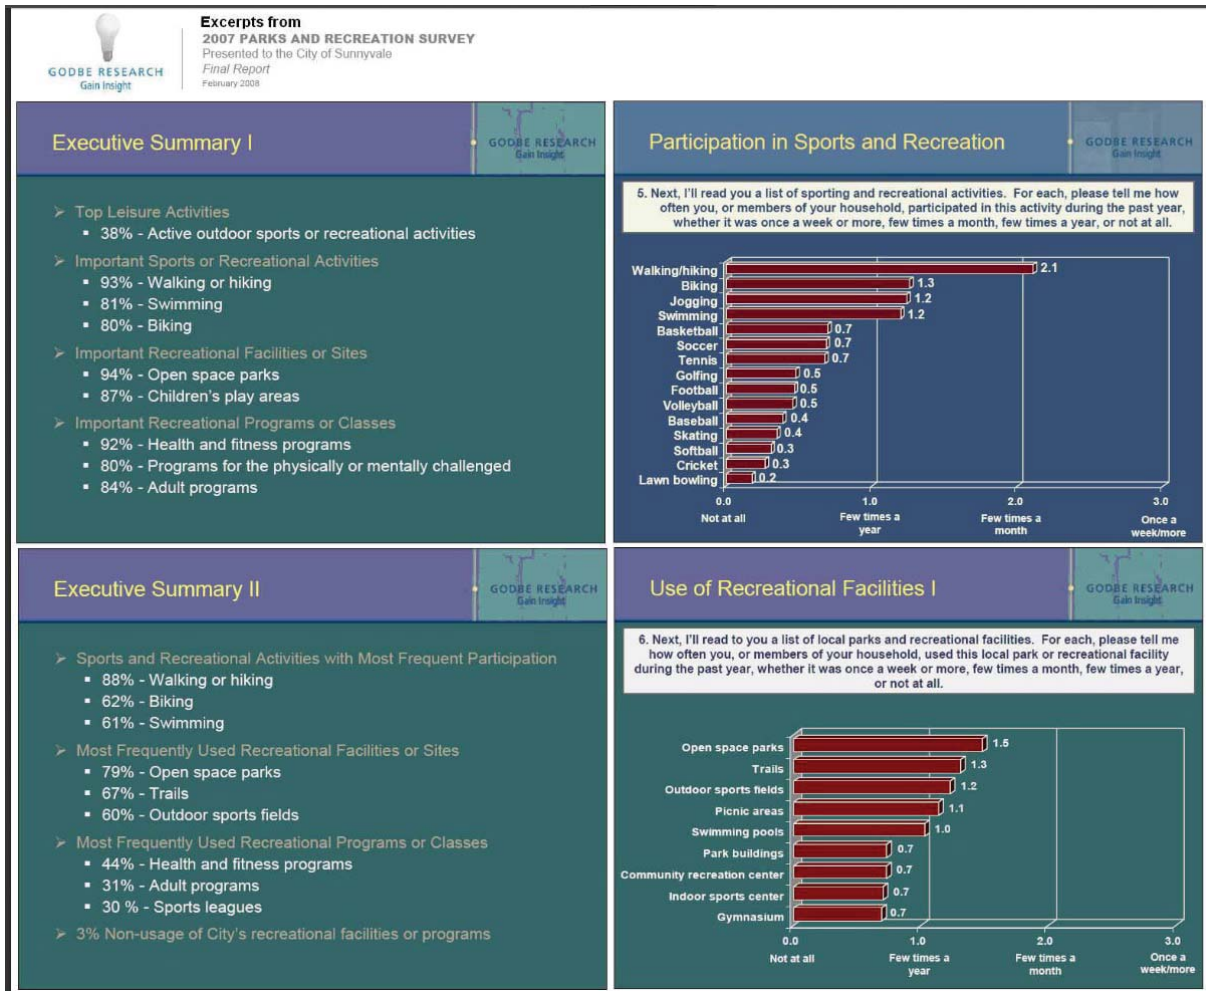 GODBE RESEARCH
Gain Insight
Excerpts from
2007 PARKS AND RECREATION SURVEY
Presented to the City of Sunnyvale
Final Report
February 2008
Executive Summary I
GODBE RESEARCH
Gain Insight
➢ Top Leisure Activities
▪ 38% - Active outdoor sports or recreational activities
➢ Important Sports or Recreational Activities
▪ 93% - Walking or hiking
▪ 81% - Swimming
▪ 80% - Biking
➢ Important Recreational Facilities or Sites
▪ 94% - Open space parks
▪ 87% - Children's play areas
➢ Important Recreational Programs or Classes
▪ 92% - Health and fitness programs
▪ 80% - Programs for the physically or mentally challenged
▪ 84% - Adult programs
Participation in Sports and Recreation
GODBE RESEARCH
Gain Insight
5. Next, I'll read you a list of sporting and recreational activities. For each, please tell me how
often you, or members of your household, participated in this activity during the past year,
whether it was once a week or more, few times a month, few times a year, or not at all.
Walking/hiking 2.1
Biking 1.3
Jogging 1.2
Swimming 1.2
Basketball 0.7
Soccer 0.7
Tennis 0.7
Golfing 0.5
Football 0.5
Volleyball 0.5
Baseball 0.4
Skating 0.4
Softball 0.3
Cricket 0.3
Lawn bowling 0.2
0.0 1.0 2.0 3.0
Not at all Few times a year Few times a month Once a week/more
Executive Summary II
GODBE RESEARCH
Gain Insight
➢ Sports and Recreational Activities with Most Frequent Participation
▪ 88% - Walking or hiking
▪ 62% - Biking
▪ 61% - Swimming
➢ Most Frequently Used Recreational Facilities or Sites
▪ 79% - Open space parks
▪ 67% - Trails
▪ 60% - Outdoor sports fields
➢ Most Frequently Used Recreational Programs or Classes
▪ 44% - Health and fitness programs
▪ 31% - Adult programs
▪ 30 % - Sports leagues
➢ 3% Non-usage of City's recreational facilities or programs
Use of Recreational Facilities I
GODBE RESEARCH
Gain Insight
6. Next, I'll read to you a list of local parks and recreational facilities. For each, please tell me
how often you, or members of your household, used this local park or recreational facility
during the past year, whether it was once a week or more, few times a month, few times a year,
or not at all.
Open space parks 1.5
Trails 1.3
Outdoor sports fields 1.2
Picnic areas 1.1
Swimming pools 1.0
Park buildings 0.7
Community recreation center 0.7
Indoor sports center 0.7
Gymnasium 0.7
0.0 1.0 2.0 3.0
Not at all Few times a year Few times a month Once a week/more